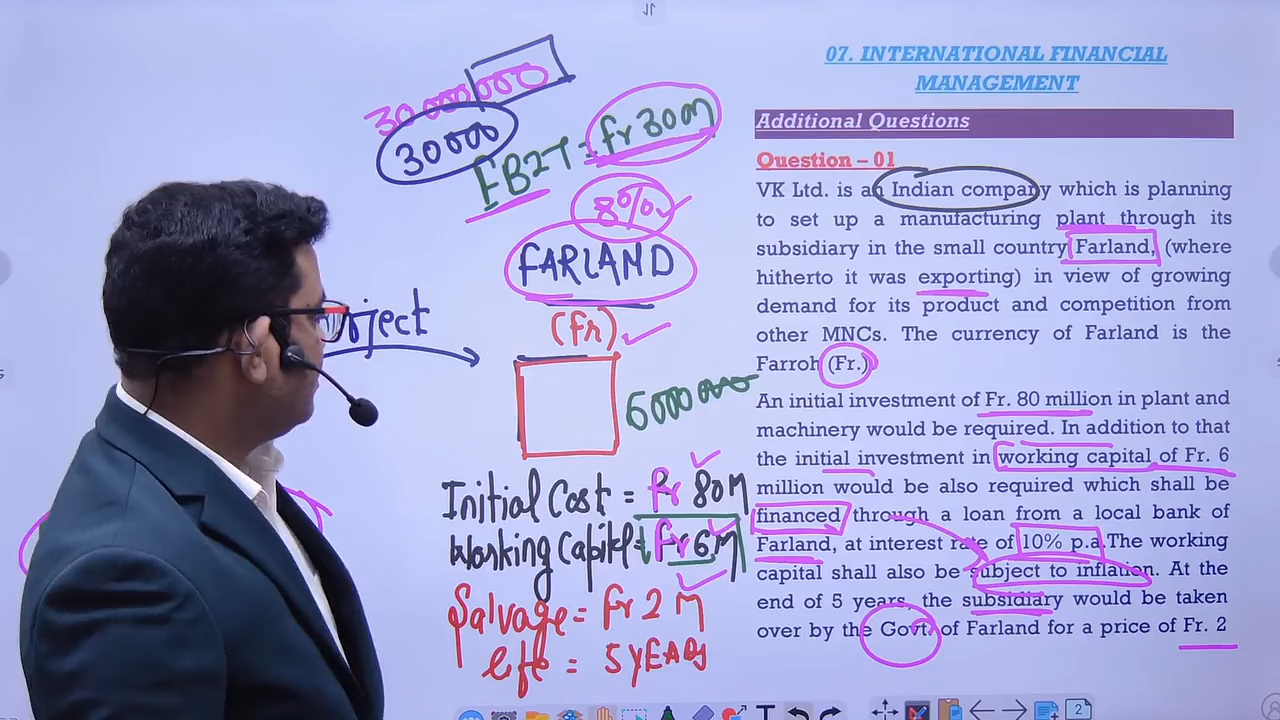 07. INTERNATIONAL FINANCIAL
MANAGEMENT
Additional Questions
Question – 01
VK Ltd. is an Indian company which is planning
to set up a manufacturing plant through its
subsidiary in the small country Farland, (where
hitherto it was exporting) in view of growing
demand for its product and competition from
other MNCs. The currency of Farland is the
Farroh (Fr.)
An initial investment of Fr. 80 million in plant and
machinery would be required. In addition to that
the initial investment in working capital of Fr. 6
million would be also required which shall be
financed through a loan from a local bank of
Farland, at interest rate of 10% p.a. The working
capital shall also be subject to inflation. At the
end of 5 years, the subsidiary would be taken
over by the Govt. of Farland for a price of Fr. 2
30 000 000
30000
EBIT = fr 30M
8%
FARLAND
(fr)
6000000
Initial Cost = fr 80M
Working Capital = fr 6M
Salvage = fr 2 M
life = 5 YEARS
2